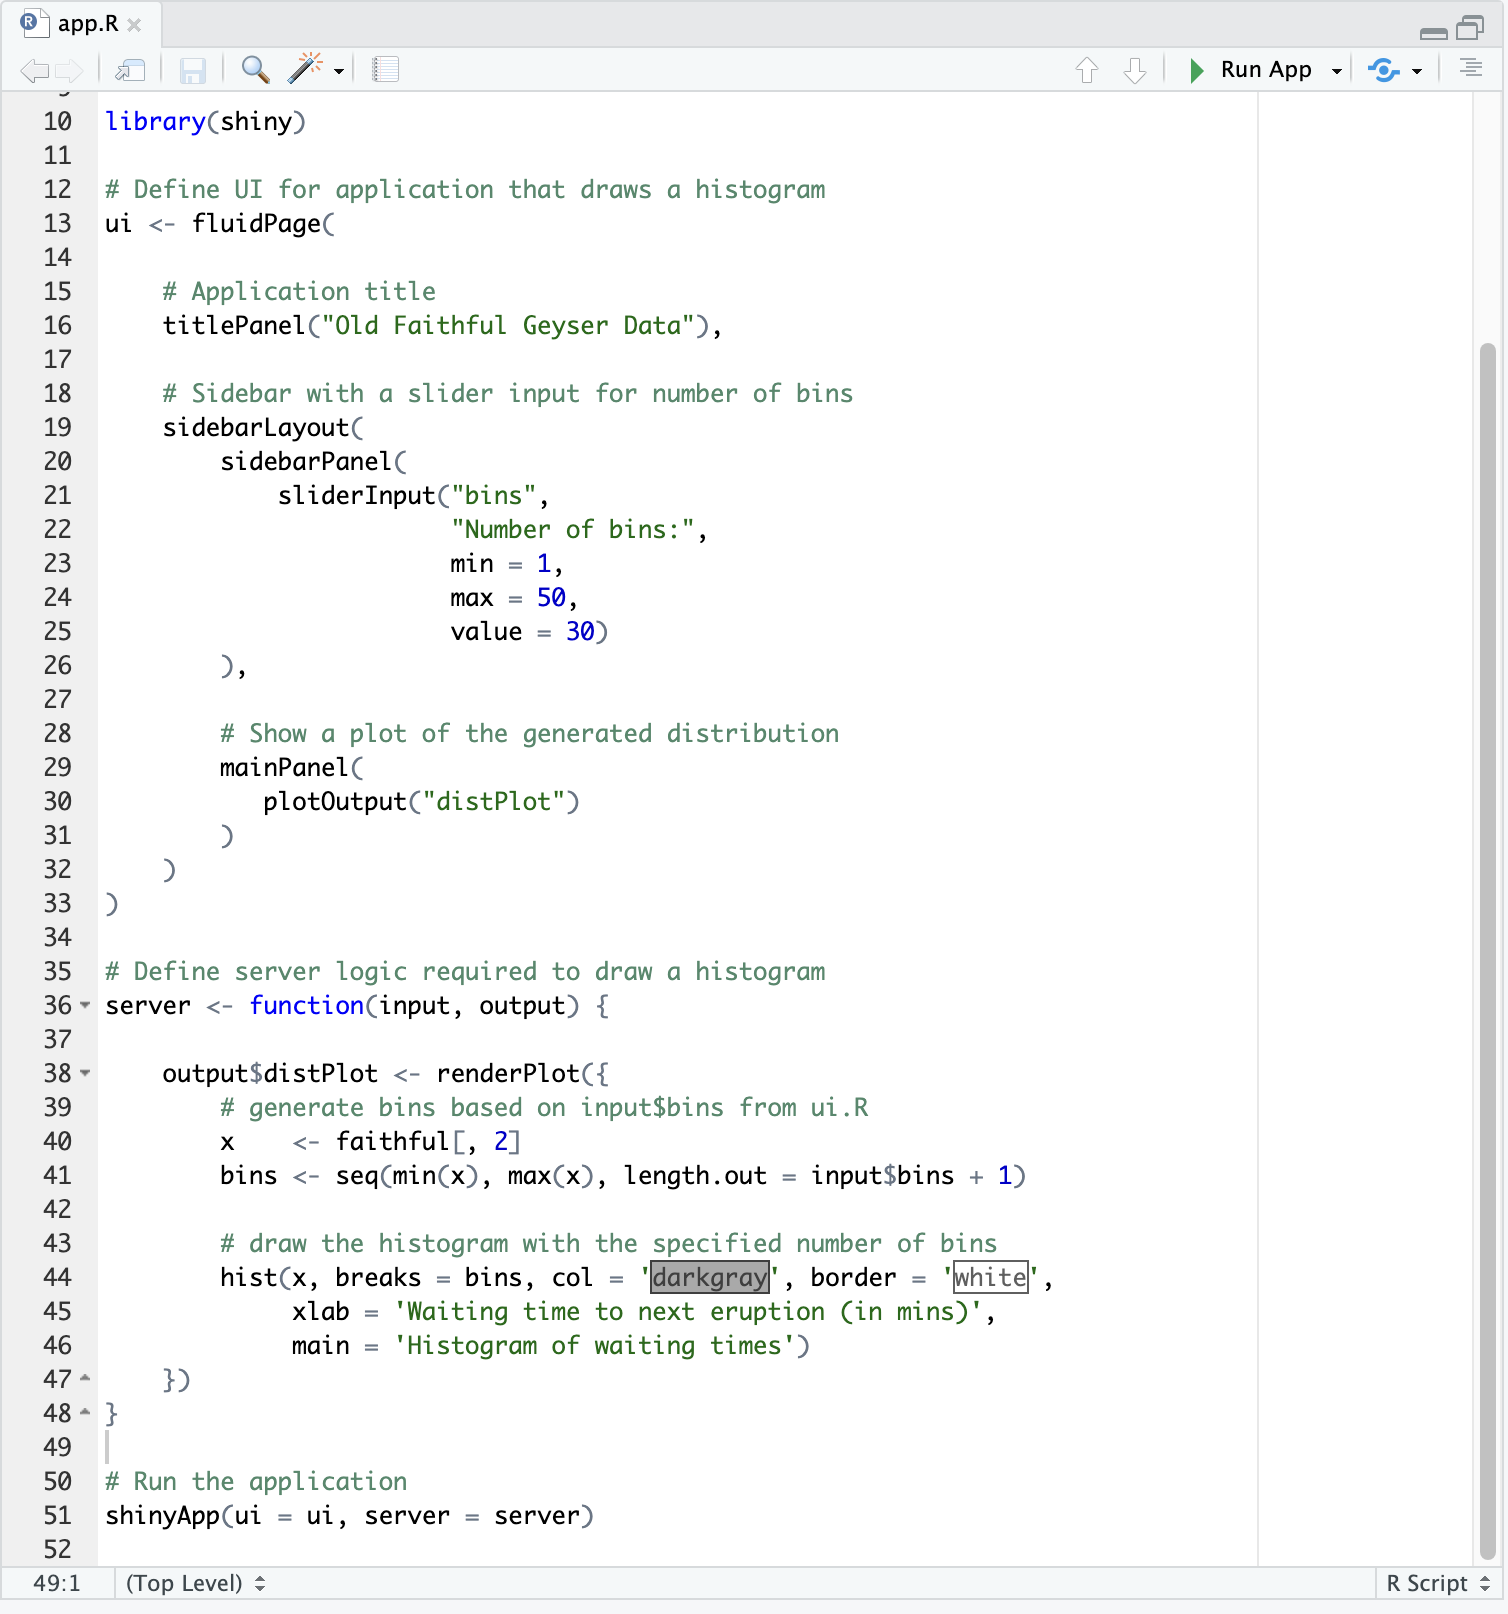 app.R
Run App
10 library(shiny)
11
12 # Define UI for application that draws a histogram
13 ui <- fluidPage(
14
15     # Application title
16     titlePanel("Old Faithful Geyser Data"),
17
18     # Sidebar with a slider input for number of bins
19     sidebarLayout(
20         sidebarPanel(
21             sliderInput("bins",
22                         "Number of bins:",
23                         min = 1,
24                         max = 50,
25                         value = 30)
26         ),
27
28         # Show a plot of the generated distribution
29         mainPanel(
30            plotOutput("distPlot")
31         )
32     )
33 )
34
35 # Define server logic required to draw a histogram
36 server <- function(input, output) {
37
38     output$distPlot <- renderPlot({
39         # generate bins based on input$bins from ui.R
40         x    <- faithful[, 2]
41         bins <- seq(min(x), max(x), length.out = input$bins + 1)
42
43         # draw the histogram with the specified number of bins
44         hist(x, breaks = bins, col = 'darkgray', border = 'white',
45              xlab = 'Waiting time to next eruption (in mins)',
46              main = 'Histogram of waiting times')
47     })
48 }
49
50 # Run the application
51 shinyApp(ui = ui, server = server)
52
49:1 (Top Level) R Script